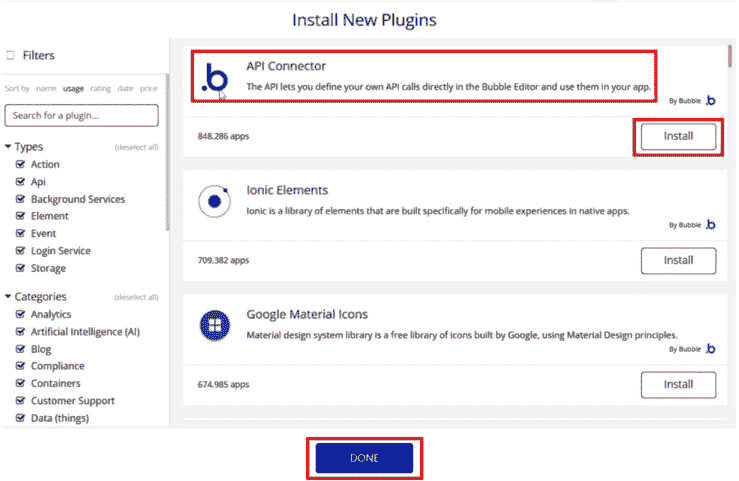 Install New Plugins
Filters
Sort by name usage rating date price
Search for a plugin...
Types (deselect all)
Action
Api
Background Services
Element
Event
Login Service
Storage
Categories (deselect all)
Analytics
Artificial Intelligence (AI)
Blog
Compliance
Containers
Customer Support
Data (things)
.b
API Connector
The API lets you define your own API calls directly in the Bubble Editor and use them in your app.
By Bubble .b
848,286 apps
Install
Ionic Elements
Ionic is a library of elements that are built specifically for mobile experiences in native apps.
By Bubble .b
709,382 apps
Install
Google Material Icons
Material design system library is a free library of icons built by Google, using Material Design principles.
By Bubble .b
674,985 apps
Install
DONE